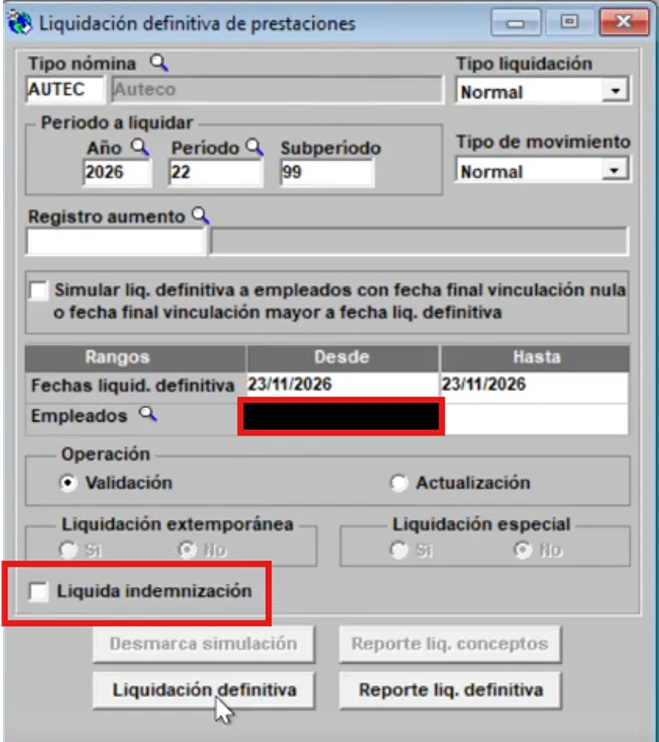 Liquidación definitiva de prestaciones
Tipo nómina
Tipo liquidación
AUTEC Auteco
Normal
Periodo a liquidar
Año Período Subperíodo
Tipo de movimiento
2026 22 99
Normal
Registro aumento
Simular liq. definitiva a empleados con fecha final vinculación nula
o fecha final vinculación mayor a fecha liq. definitiva
Rangos Desde Hasta
Fechas liquid. definitiva 23/11/2026 23/11/2026
Empleados
Operación
Validación Actualización
Liquidación extemporánea Liquidación especial
Si No Si No
Liquida indemnización
Desmarca simulación Reporte liq. conceptos
Liquidación definitiva Reporte liq. definitiva